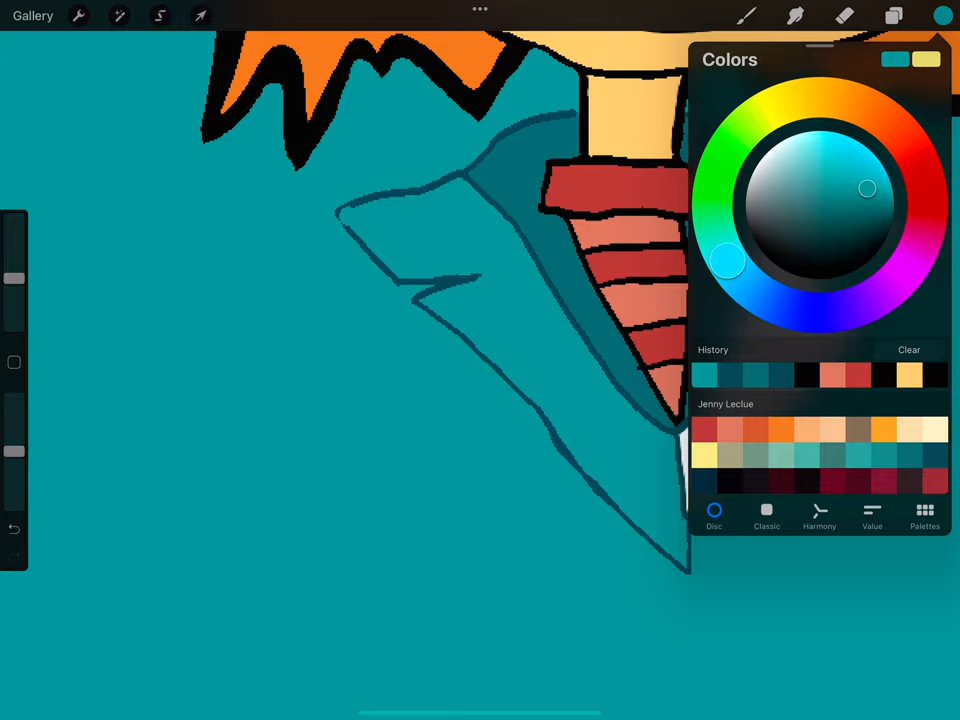 Gallery
Colors
History
Clear
Jenny Leclue
Disc
Classic
Harmony
Value
Palettes